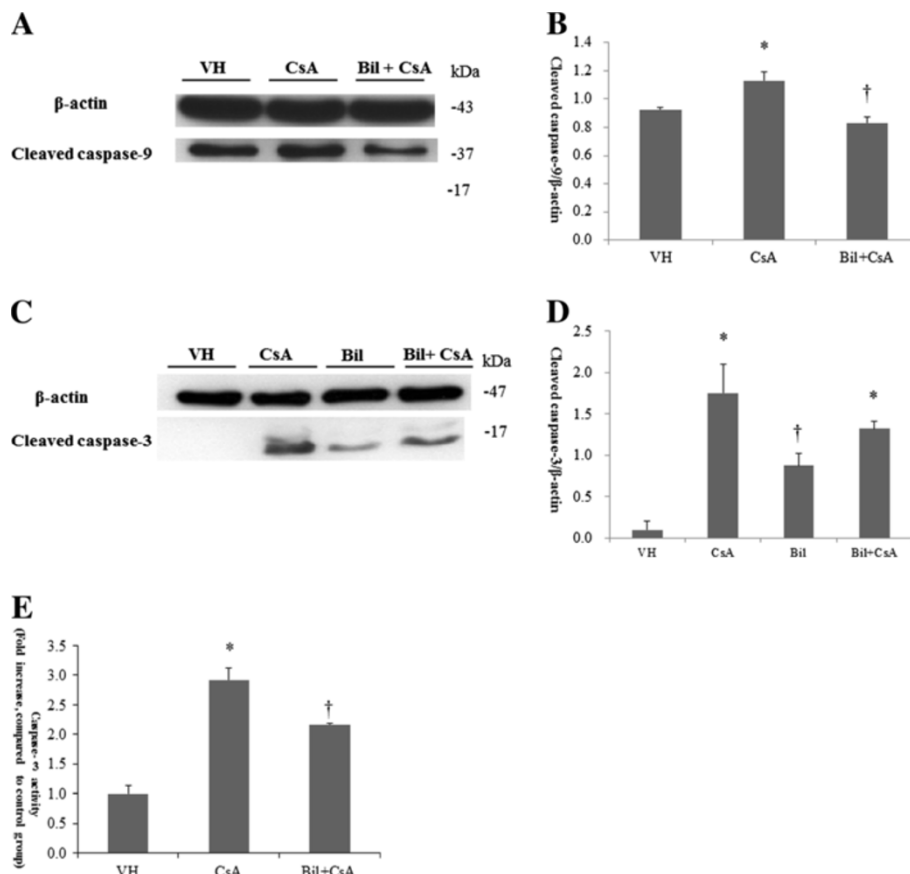 A
VH CsA Bil + CsA kDa
β-actin -43
Cleaved caspase-9 -37
-17
B
Cleaved caspase-9/β-actin
1.4
1.2
1.0
0.8
0.6
0.4
0.2
0.0
*
†
VH CsA Bil+CsA
C
VH CsA Bil Bil+ CsA kDa
β-actin -47
Cleaved caspase-3 -17
D
Cleaved caspase-3/β-actin
2.5
2.0
1.5
1.0
0.5
0.0
*
†
*
VH CsA Bil Bil+CsA
E
Caspase-3 activity
(Fold increase, compared to control group)
3.5
3.0
2.5
2.0
1.5
1.0
0.5
0.0
*
†
VH CsA Bil+CsA